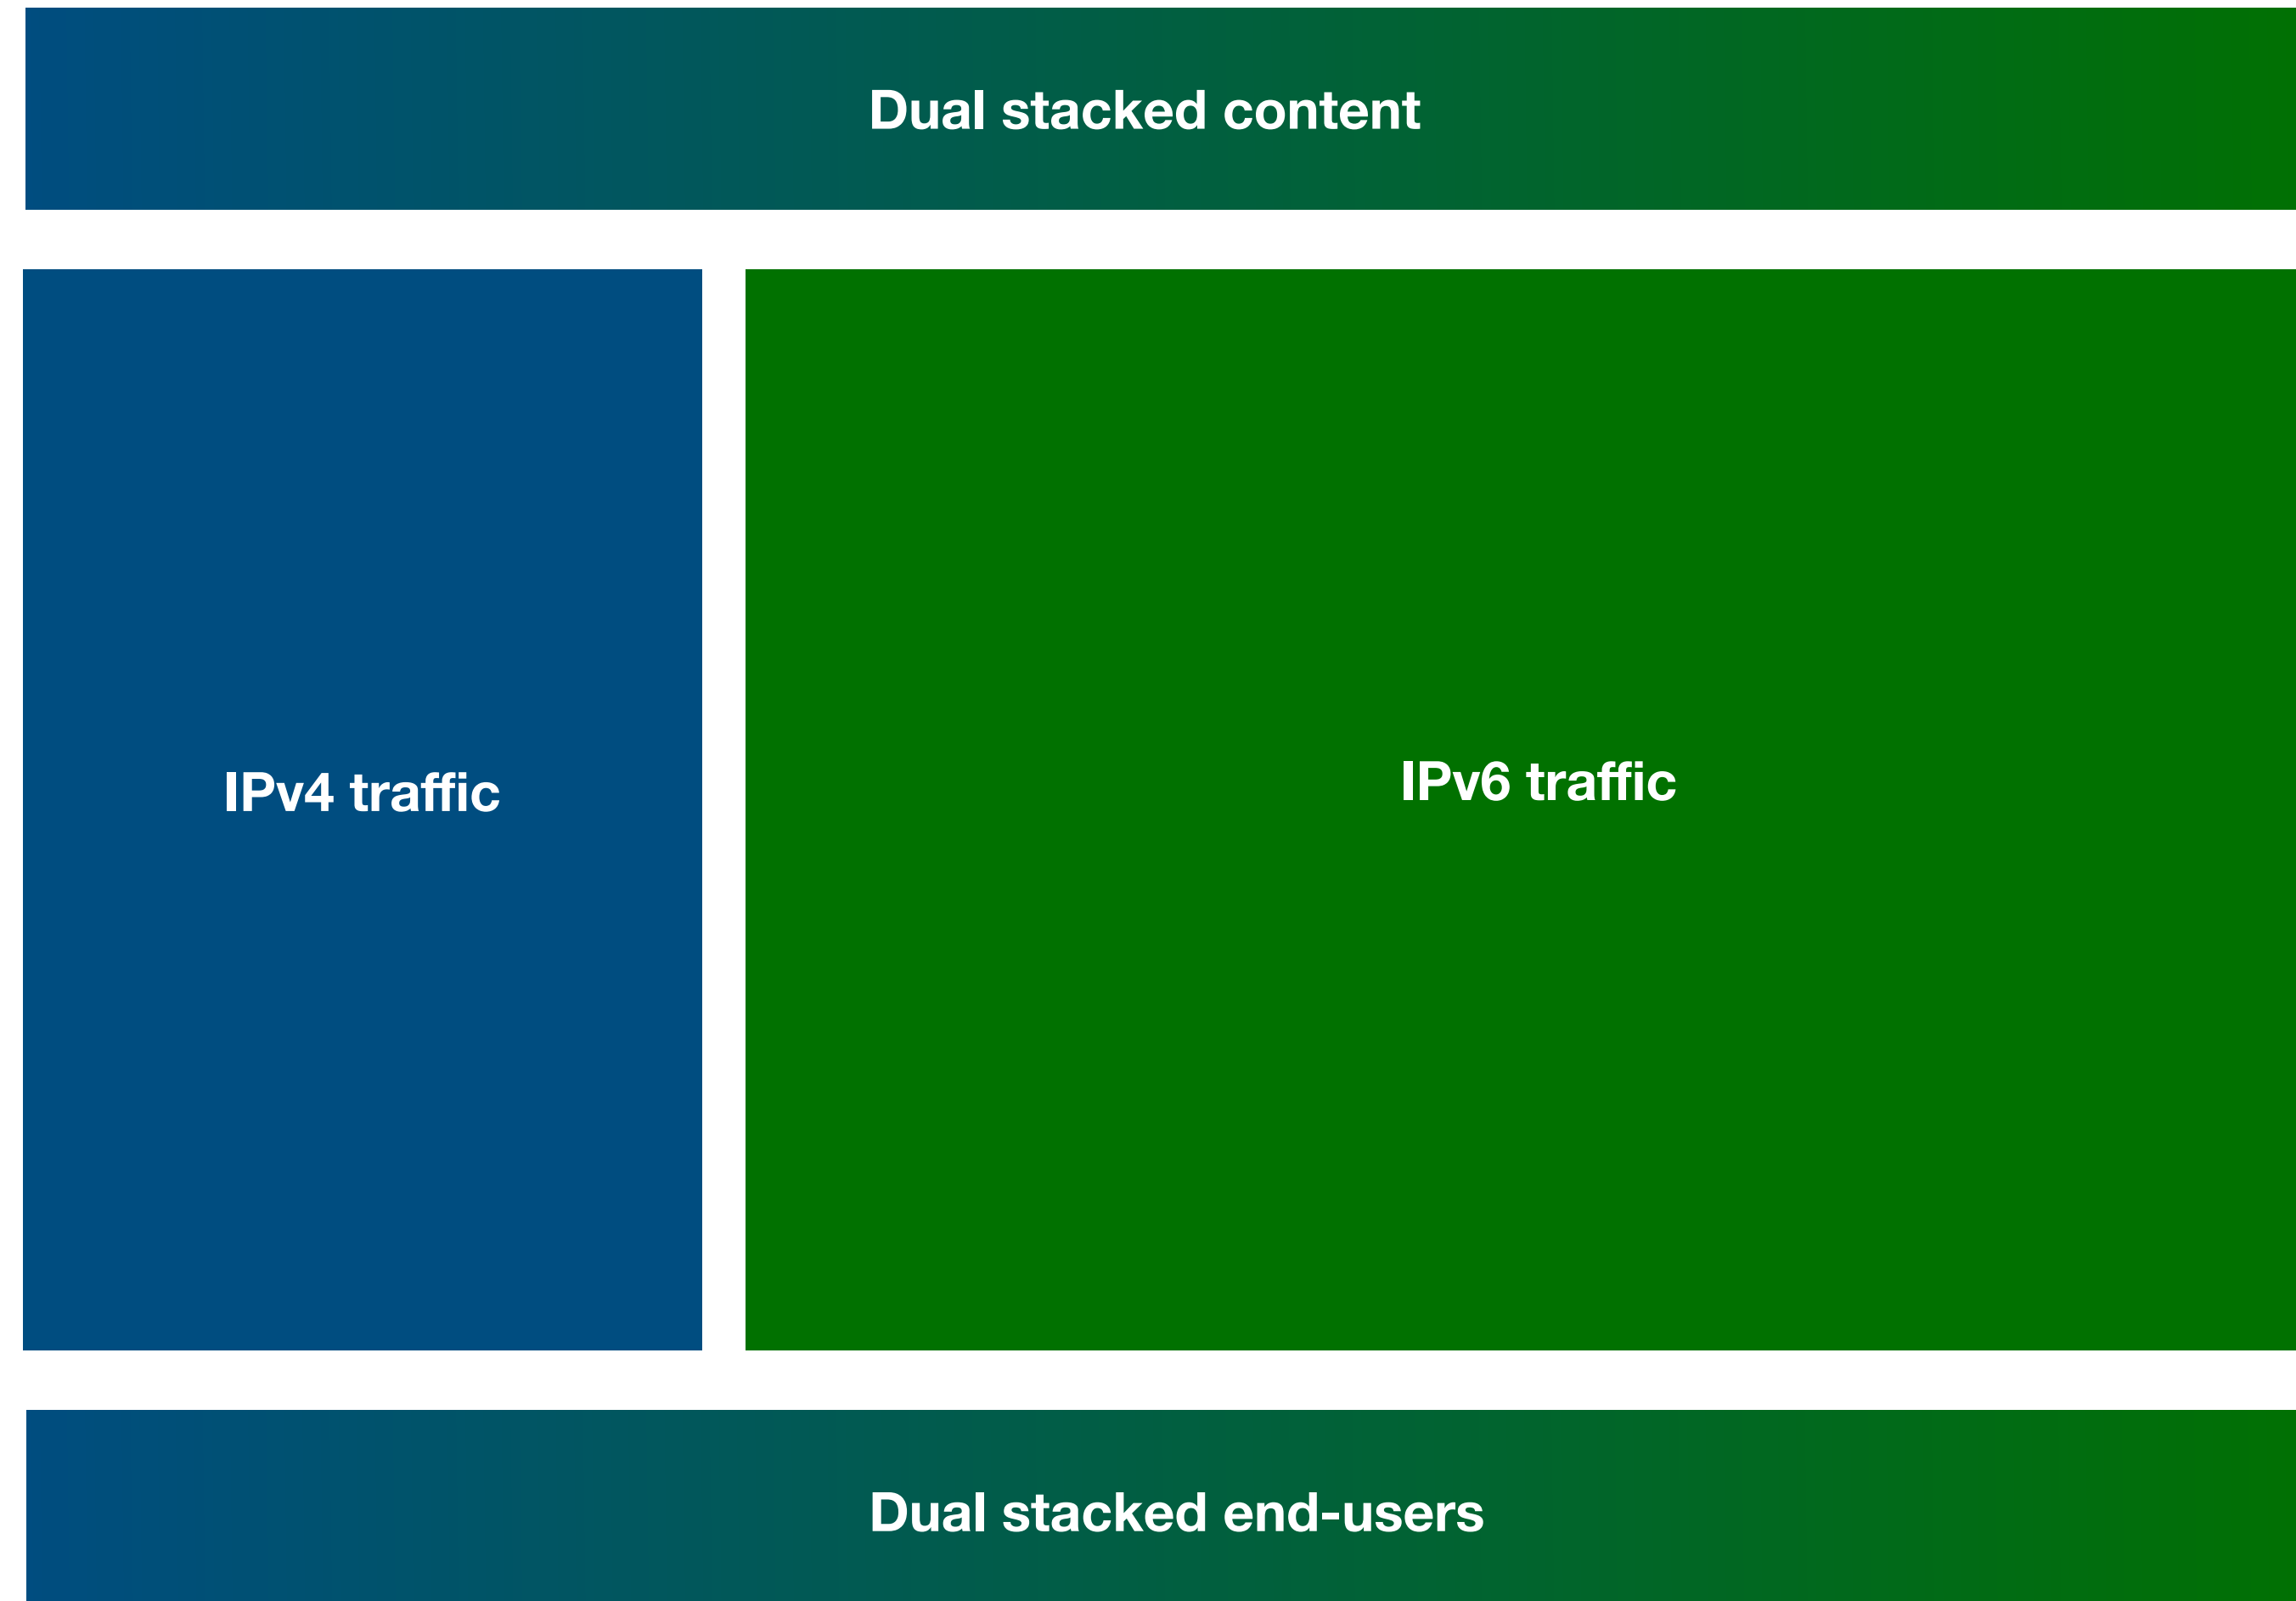 Dual stacked content
IPv4 traffic
IPv6 traffic
Dual stacked end-users